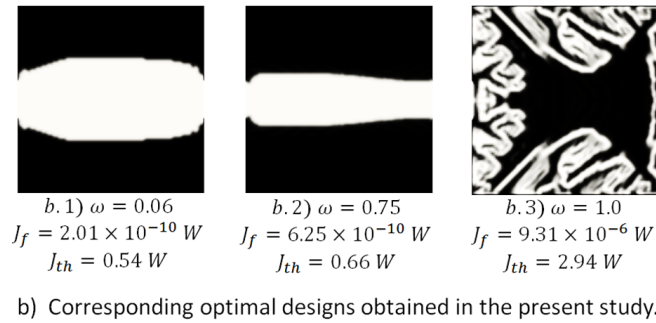 b. 1) ω = 0.06 b. 2) ω = 0.75 b. 3) ω = 1.0
J_f = 2.01 × 10⁻¹⁰ W J_f = 6.25 × 10⁻¹⁰ W J_f = 9.31 × 10⁻⁶ W
J_th = 0.54 W J_th = 0.66 W J_th = 2.94 W
b) Corresponding optimal designs obtained in the present study.